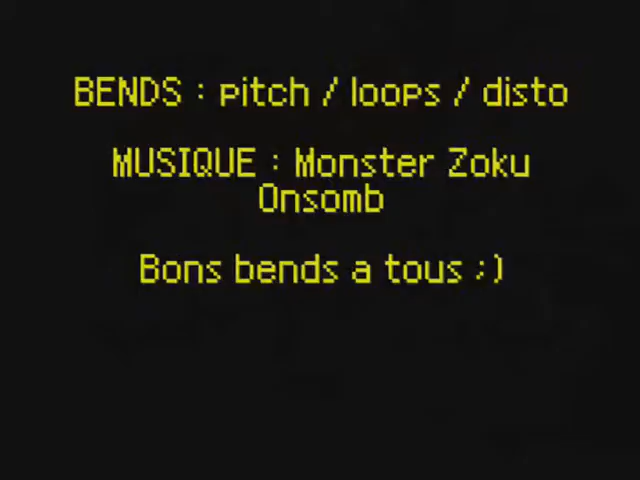 BENDS : pitch / loops / disto
MUSIQUE : Monster Zoku
Onsomb
Bons bends a tous ;)